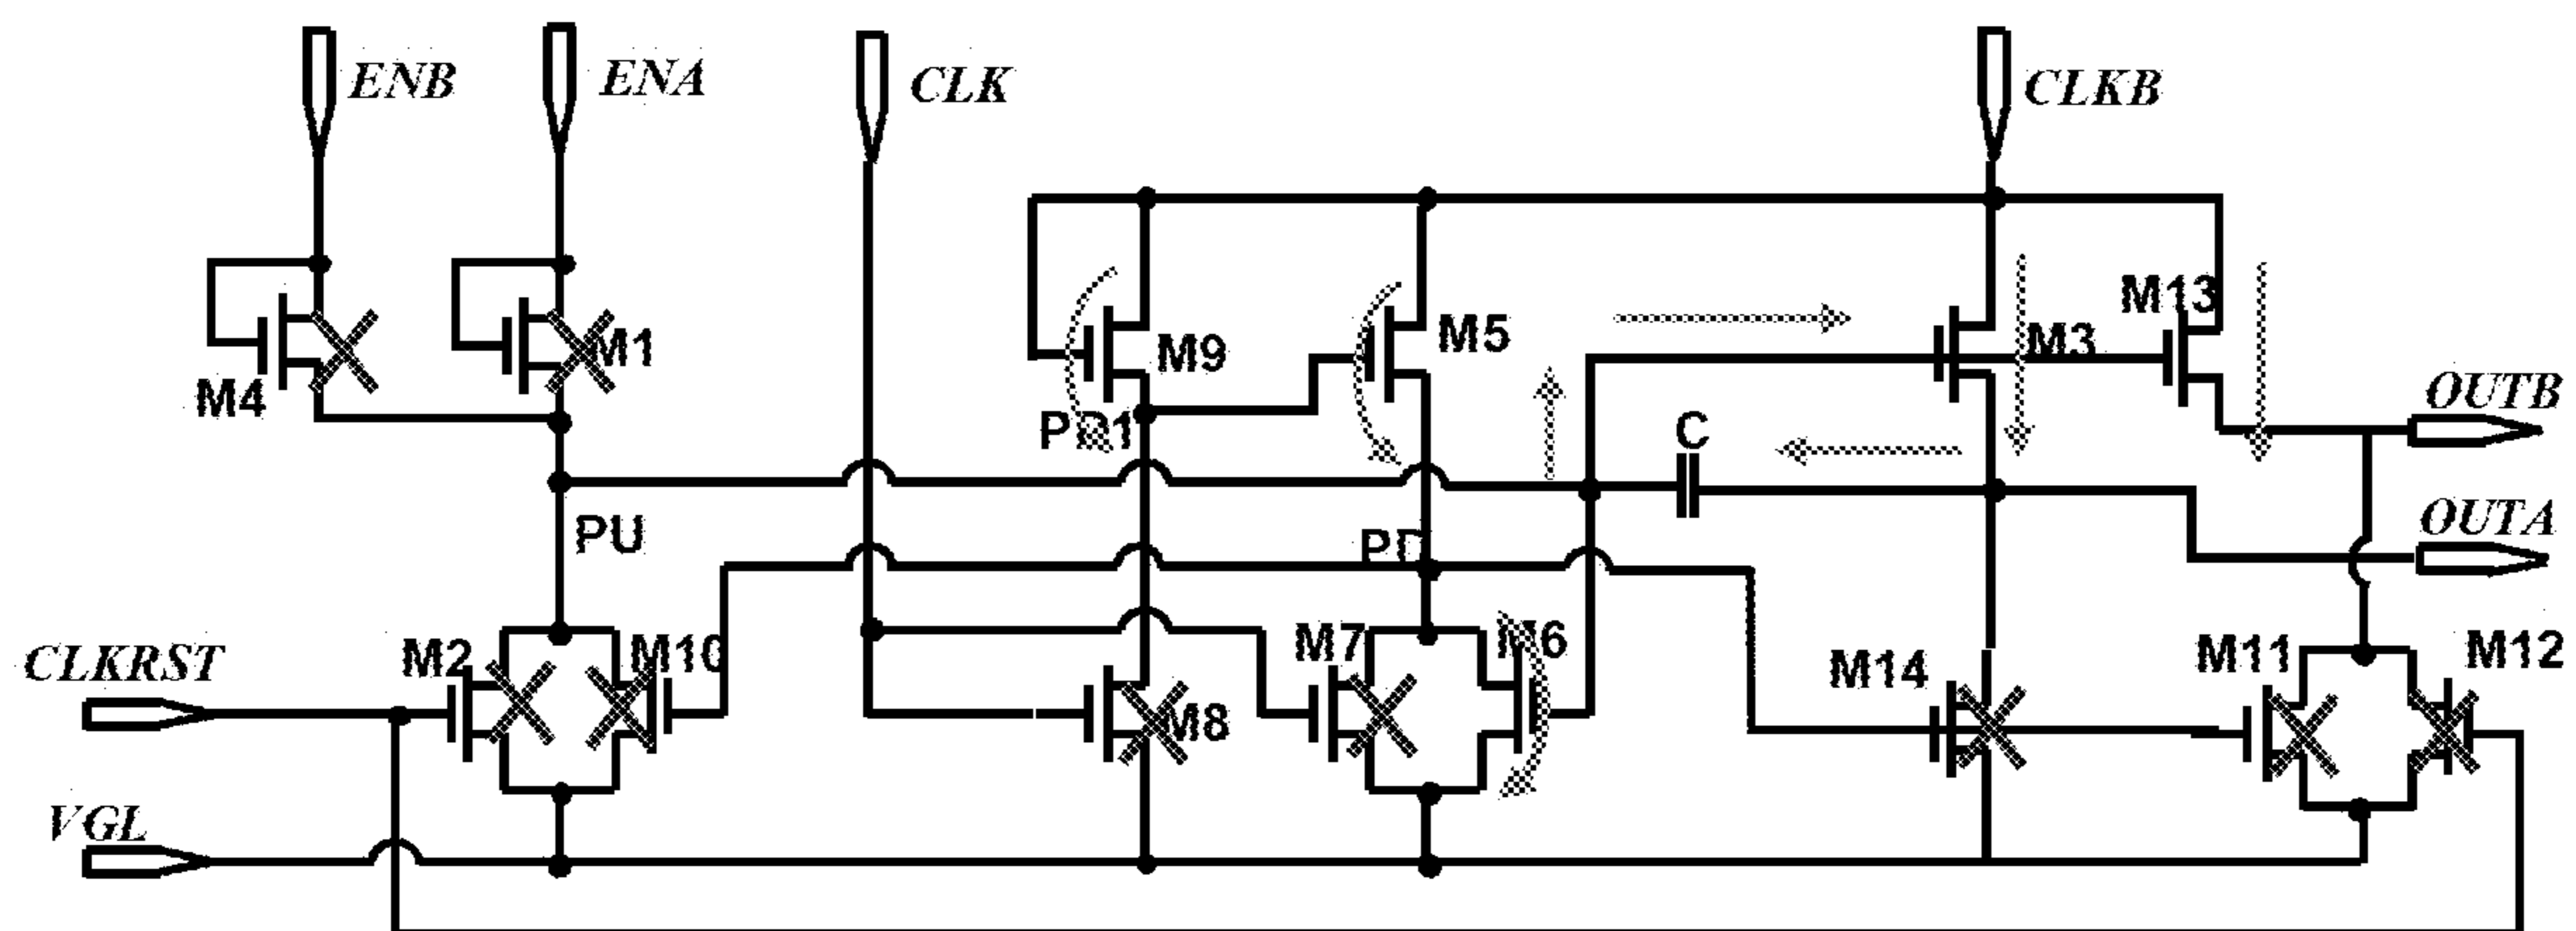 ENB
ENA
CLK
CLKB
M4
M1
M9
M5
M3
M13
PD1
C
OUTB
OUTA
PU
PD
CLKRST
M2
M10
M8
M7
M6
M14
M11
M12
VGL